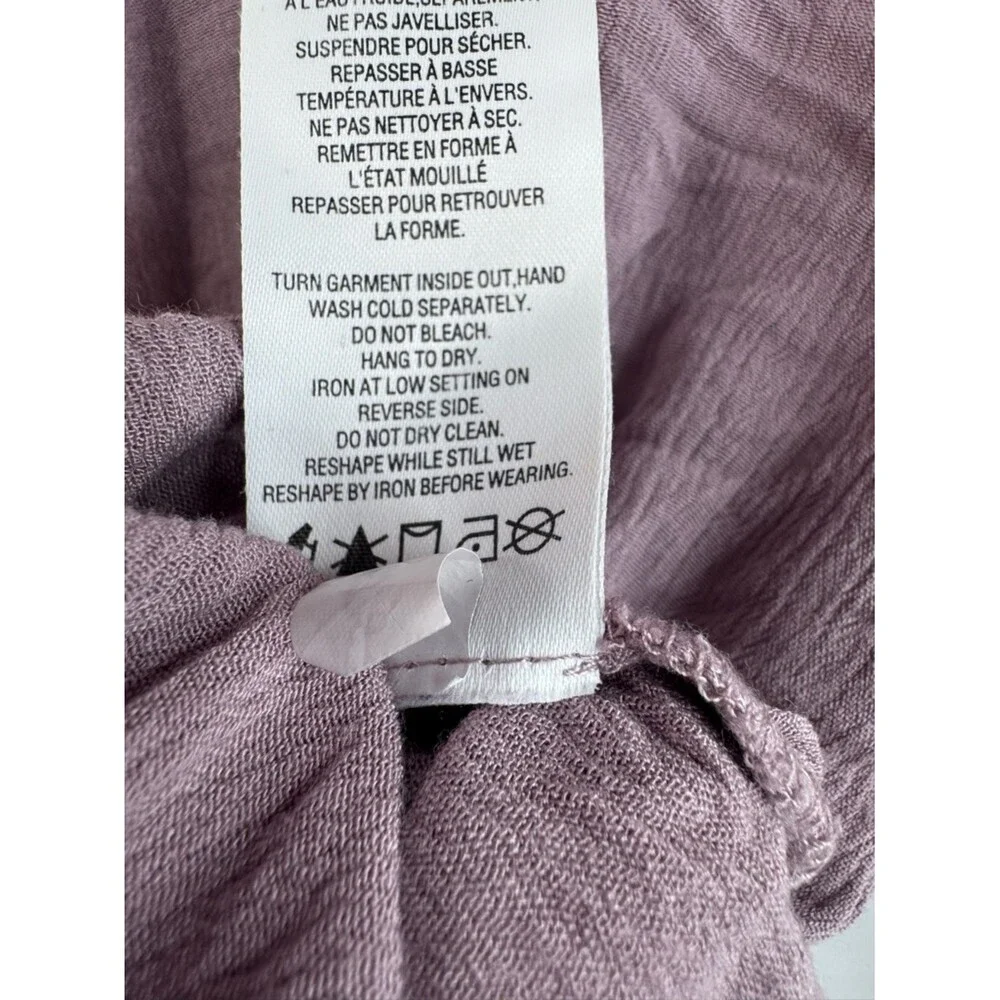 À L'EAU FROIDE,SÉPARÉMENT
NE PAS JAVELLISER.
SUSPENDRE POUR SÉCHER.
REPASSER À BASSE
TEMPÉRATURE À L'ENVERS.
NE PAS NETTOYER À SEC.
REMETTRE EN FORME À
L'ÉTAT MOUILLÉ
REPASSER POUR RETROUVER
LA FORME.
TURN GARMENT INSIDE OUT,HAND
WASH COLD SEPARATELY.
DO NOT BLEACH.
HANG TO DRY.
IRON AT LOW SETTING ON
REVERSE SIDE.
DO NOT DRY CLEAN.
RESHAPE WHILE STILL WET
RESHAPE BY IRON BEFORE WEARING.